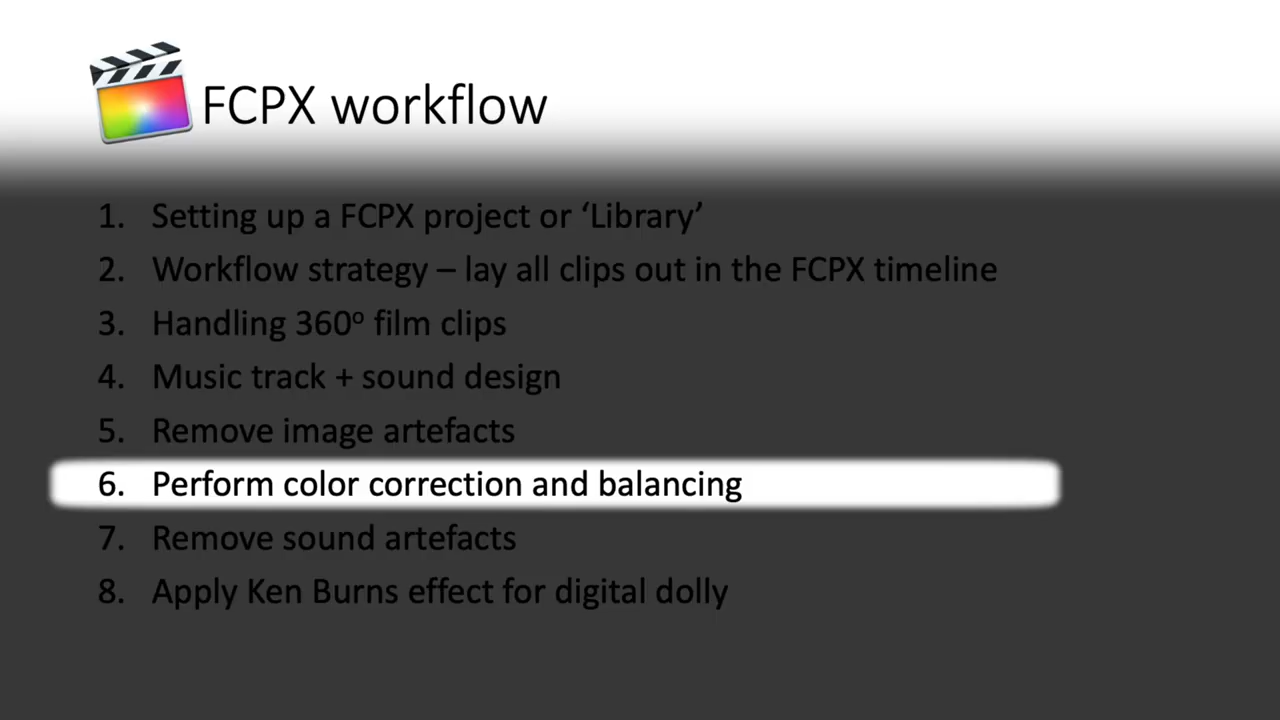 FCPX workflow
1. Setting up a FCPX project or ‘Library’
2. Workflow strategy – lay all clips out in the FCPX timeline
3. Handling 360º film clips
4. Music track + sound design
5. Remove image artefacts
6. Perform color correction and balancing
7. Remove sound artefacts
8. Apply Ken Burns effect for digital dolly